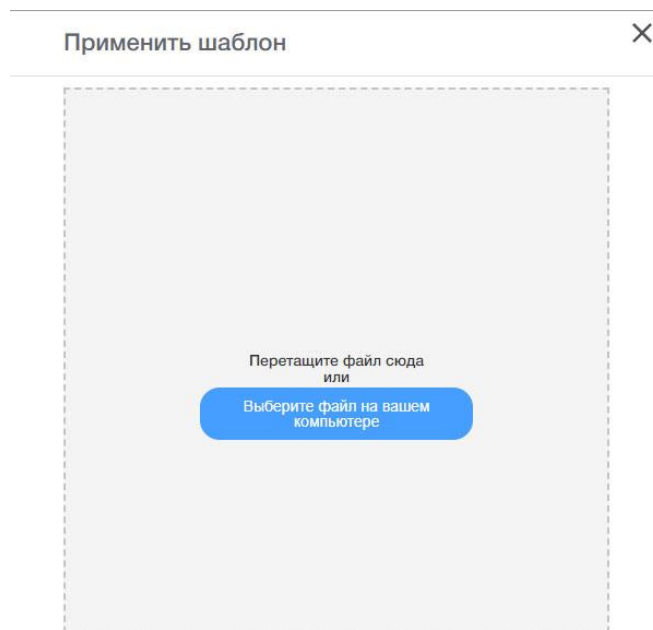 Применить шаблон
Перетащите файл сюда
или
Выберите файл на вашем
компьютере